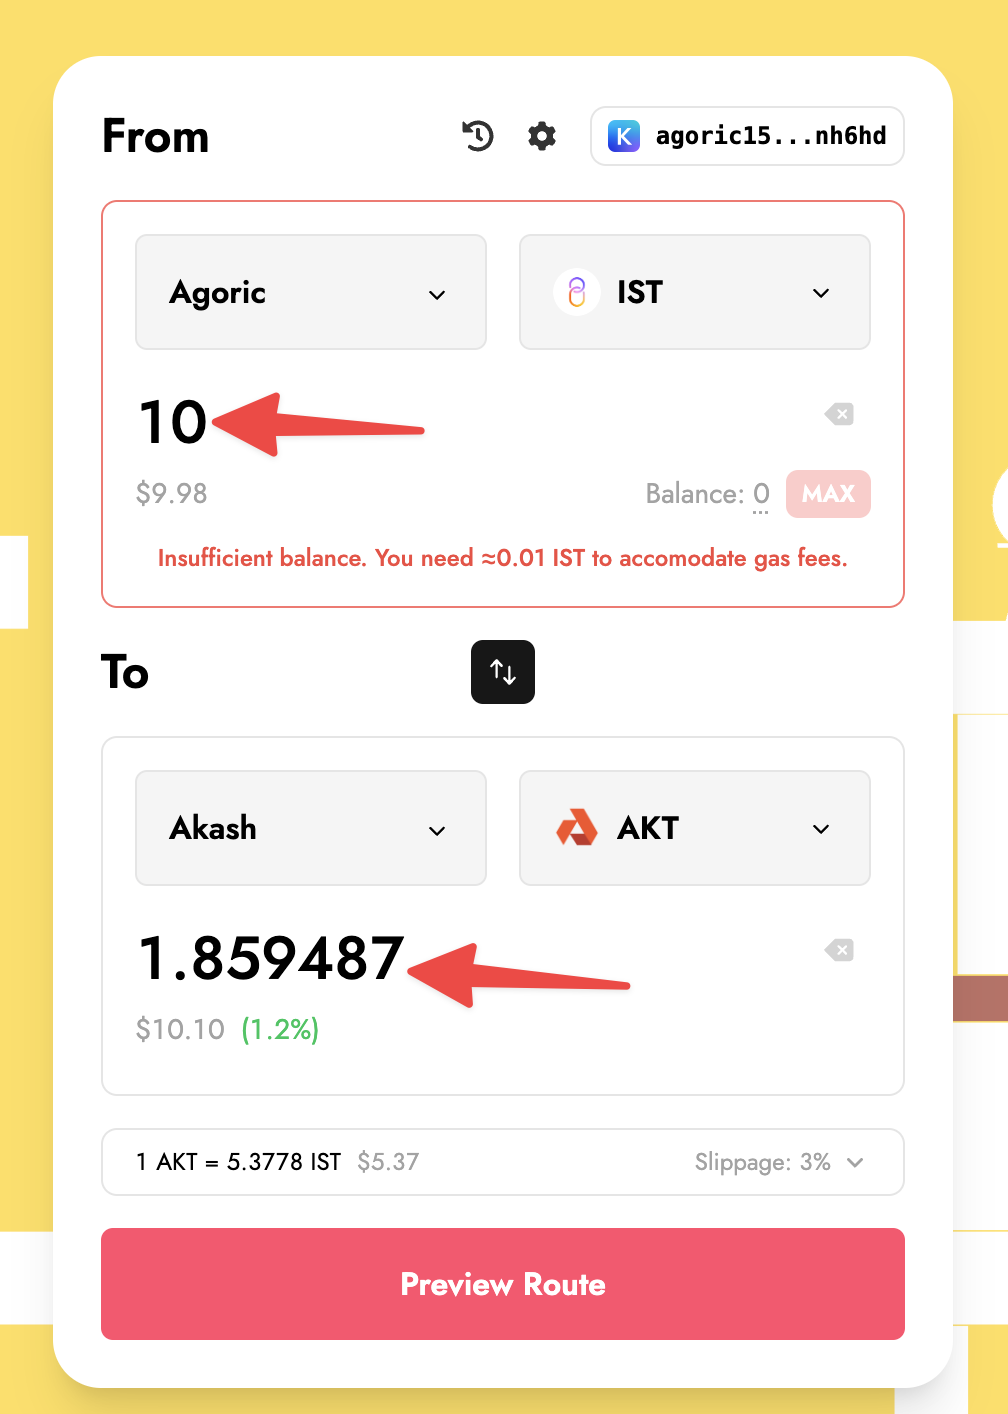 From
K agoric15...nh6hd
Agoric
IST
10
$9.98
Balance: 0 MAX
Insufficient balance. You need ≈0.01 IST to accomodate gas fees.
To
Akash
AKT
1.859487
$10.10 (1.2%)
1 AKT = 5.3778 IST $5.37
Slippage: 3%
Preview Route